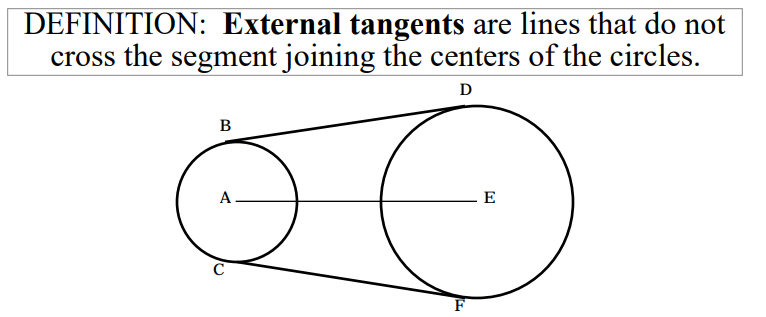 DEFINITION: External tangents are lines that do not
cross the segment joining the centers of the circles.
D
B
A
E
C
F